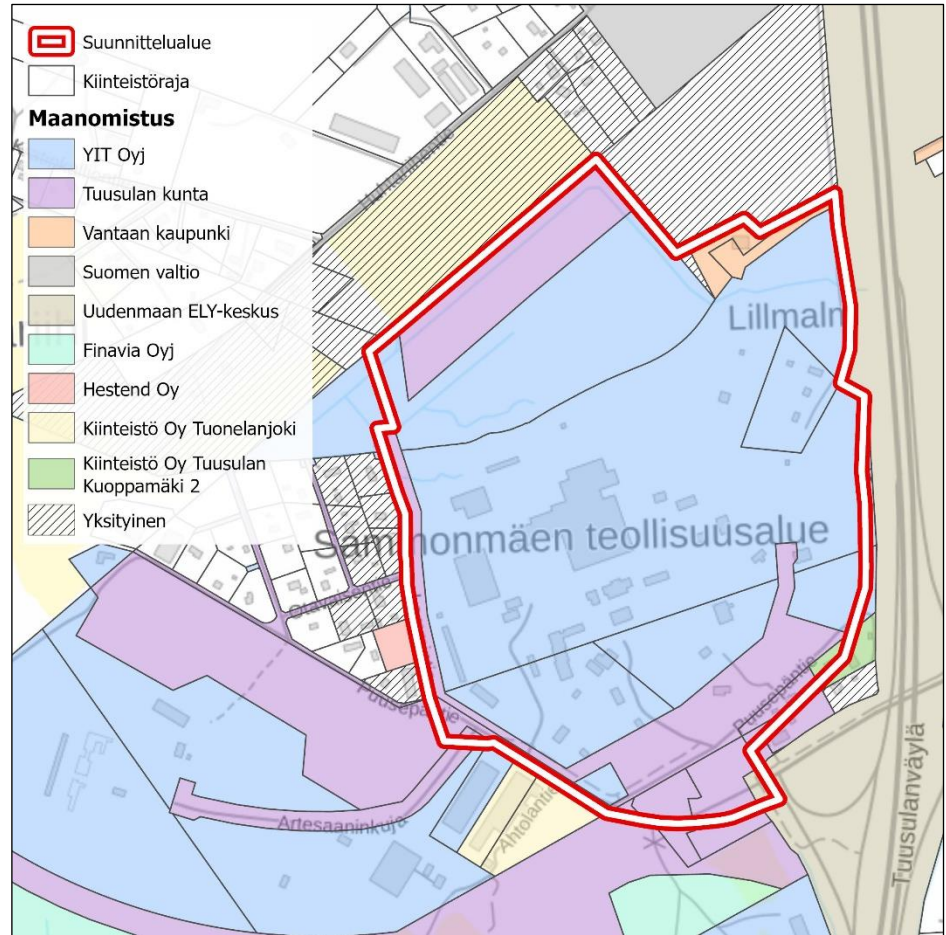 Suunnittelualue
Kiinteistöraja
Maanomistus
YIT Oyj
Tuusulan kunta
Vantaan kaupunki
Suomen valtio
Uudenmaan ELY-keskus
Finavia Oyj
Hestend Oy
Kiinteistö Oy Tuonelanjoki
Kiinteistö Oy Tuusulan
Kuoppamäki 2
Yksityinen
Lillmalm
Sammonmäen teollisuusalue
Puusepäntie
Puusepäntie
Artesaaninkuja
Ahtolantie
Tuusulanväylä